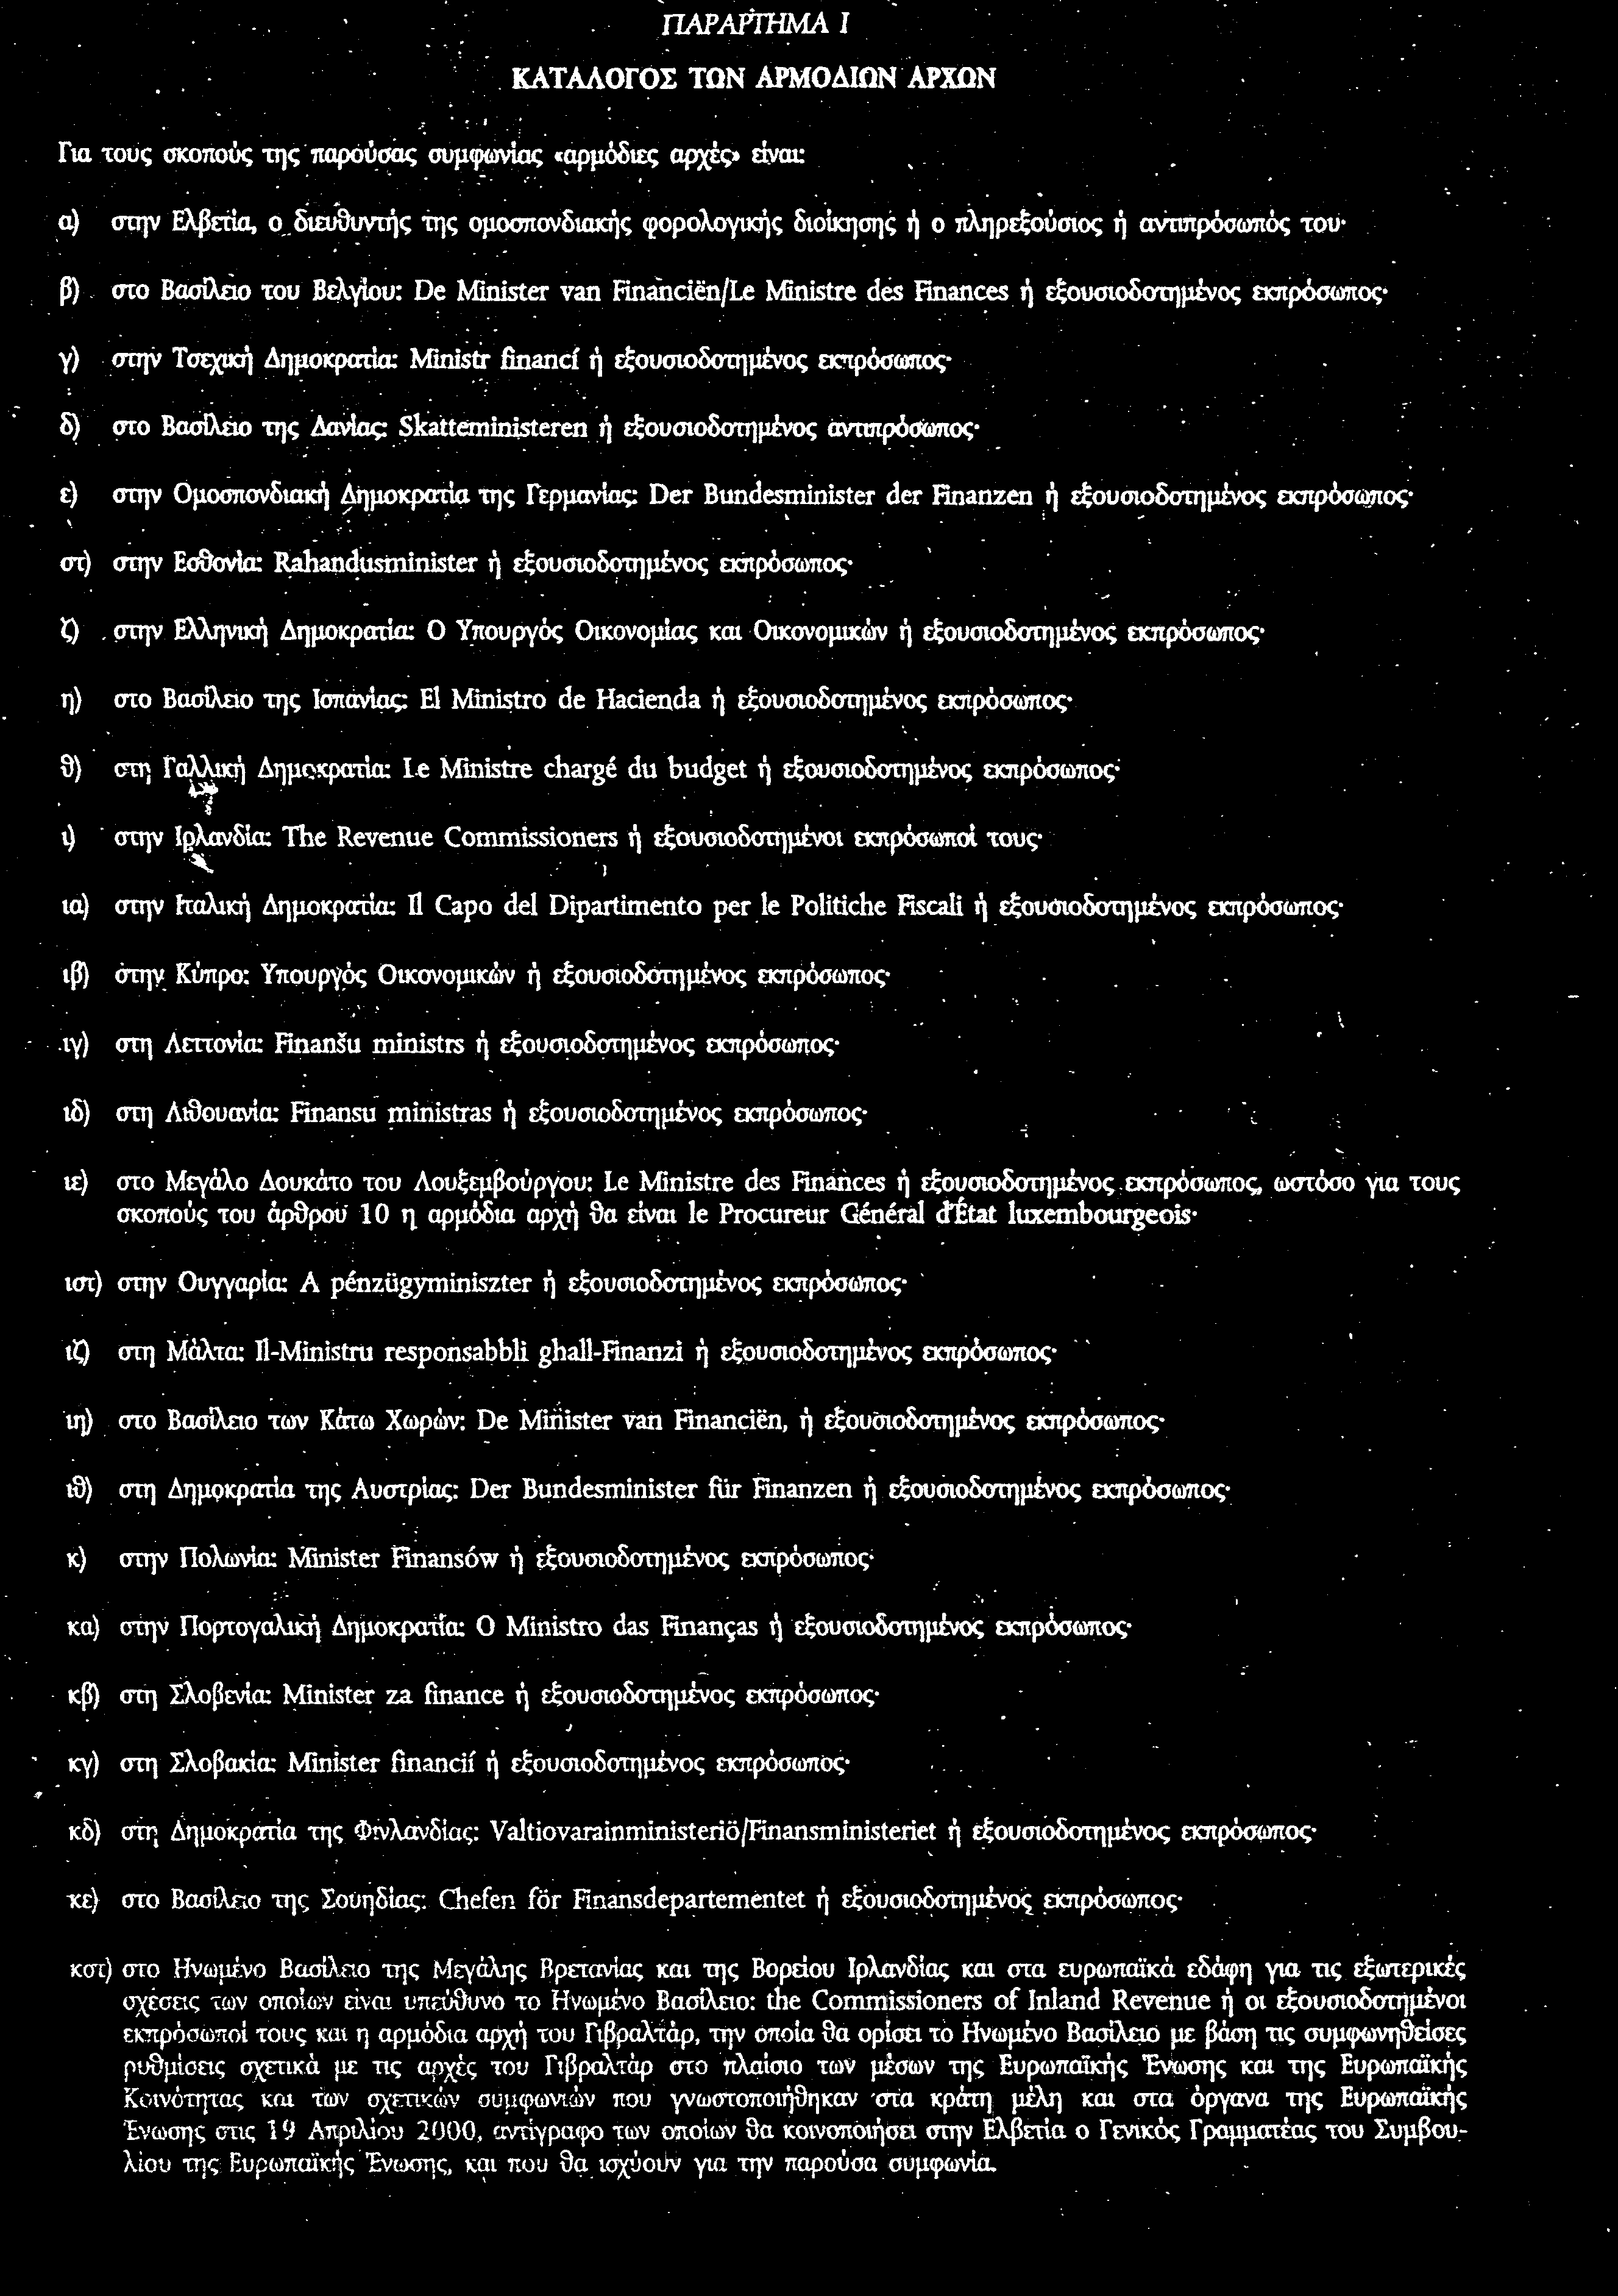 ΠΑΡΑΡΤΗΜΑ Ι
ΚΑΤΑΛΟΓΟΣ ΤΩΝ ΑΡΜΟΔΙΩΝ ΑΡΧΩΝ
Για τους σκοπούς της παρούσας συμφωνίας «αρμόδιες αρχές» είναι:
α) στην Ελβετία, ο διευθυντής της ομοσπονδιακής φορολογικής διοίκησης ή ο πληρεξούσιος ή αντιπρόσωπός του·
β) στο Βασίλειο του Βελγίου: De Minister van Financiën/Le Ministre des Finances ή εξουσιοδοτημένος εκπρόσωπος·
γ) στην Τσεχική Δημοκρατία: Ministr financí ή εξουσιοδοτημένος εκπρόσωπος·
δ) στο Βασίλειο της Δανίας: Skatteministeren ή εξουσιοδοτημένος αντιπρόσωπος·
ε) στην Ομοσπονδιακή Δημοκρατία της Γερμανίας: Der Bundesminister der Finanzen ή εξουσιοδοτημένος εκπρόσωπος·
στ) στην Εσθονία: Rahandusminister ή εξουσιοδοτημένος εκπρόσωπος·
ζ) στην Ελληνική Δημοκρατία: Ο Υπουργός Οικονομίας και Οικονομικών ή εξουσιοδοτημένος εκπρόσωπος·
η) στο Βασίλειο της Ισπανίας: El Ministro de Hacienda ή εξουσιοδοτημένος εκπρόσωπος·
θ) στη Γαλλική Δημοκρατία: Le Ministre chargé du budget ή εξουσιοδοτημένος εκπρόσωπος·
ι) στην Ιρλανδία: The Revenue Commissioners ή εξουσιοδοτημένοι εκπρόσωποί τους·
ια) στην Ιταλική Δημοκρατία: Il Capo del Dipartimento per le Politiche Fiscali ή εξουσιοδοτημένος εκπρόσωπος·
ιβ) στην Κύπρο: Υπουργός Οικονομικών ή εξουσιοδοτημένος εκπρόσωπος·
ιγ) στη Λεττονία: Finanšu ministrs ή εξουσιοδοτημένος εκπρόσωπος·
ιδ) στη Λιθουανία: Finansu ministras ή εξουσιοδοτημένος εκπρόσωπος·
ιε) στο Μεγάλο Δουκάτο του Λουξεμβούργου: Le Ministre des Finances ή εξουσιοδοτημένος εκπρόσωπος, ωστόσο για τους
σκοπούς του άρθρου 10 η αρμόδια αρχή θα είναι le Procureur Général d'État luxembourgeois·
ιστ) στην Ουγγαρία: A pénzügyminiszter ή εξουσιοδοτημένος εκπρόσωπος·
ιζ) στη Μάλτα: Il-Ministru responsabbli ghall-Finanzi ή εξουσιοδοτημένος εκπρόσωπος·
ιη) στο Βασίλειο των Κάτω Χωρών: De Minister van Financiën, ή εξουσιοδοτημένος εκπρόσωπος·
ιθ) στη Δημοκρατία της Αυστρίας: Der Bundesminister für Finanzen ή εξουσιοδοτημένος εκπρόσωπος·
κ) στην Πολωνία: Minister Finansów ή εξουσιοδοτημένος εκπρόσωπος·
κα) στην Πορτογαλική Δημοκρατία: O Ministro das Finanças ή εξουσιοδοτημένος εκπρόσωπος·
κβ) στη Σλοβενία: Minister za finance ή εξουσιοδοτημένος εκπρόσωπος·
κγ) στη Σλοβακία: Minister financií ή εξουσιοδοτημένος εκπρόσωπος·
κδ) στη Δημοκρατία της Φινλανδίας: Valtiovarainministeriö/Finansministeriet ή εξουσιοδοτημένος εκπρόσωπος·
κε) στο Βασίλειο της Σουηδίας: Chefen för Finansdepartementet ή εξουσιοδοτημένος εκπρόσωπος·
κστ) στο Ηνωμένο Βασίλειο της Μεγάλης Βρετανίας και της Βορείου Ιρλανδίας και στα ευρωπαϊκά εδάφη για τις εξωτερικές
σχέσεις των οποίων είναι υπεύθυνο το Ηνωμένο Βασίλειο: the Commissioners of Inland Revenue ή οι εξουσιοδοτημένοι
εκπρόσωποί τους και η αρμόδια αρχή του Γιβραλτάρ, την οποία θα ορίσει το Ηνωμένο Βασίλειο με βάση τις συμφωνηθείσες
ρυθμίσεις σχετικά με τις αρχές του Γιβραλτάρ στο πλαίσιο των μέσων της Ευρωπαϊκής Ένωσης και της Ευρωπαϊκής
Κοινότητας και των σχετικών συμφωνιών που γνωστοποιήθηκαν στα κράτη μέλη και στα όργανα της Ευρωπαϊκής
Ένωσης στις 19 Απριλίου 2000, αντίγραφο των οποίων θα κοινοποιήσει στην Ελβετία ο Γενικός Γραμματέας του Συμβου-
λίου της Ευρωπαϊκής Ένωσης, και που θα ισχύουν για την παρούσα συμφωνία.